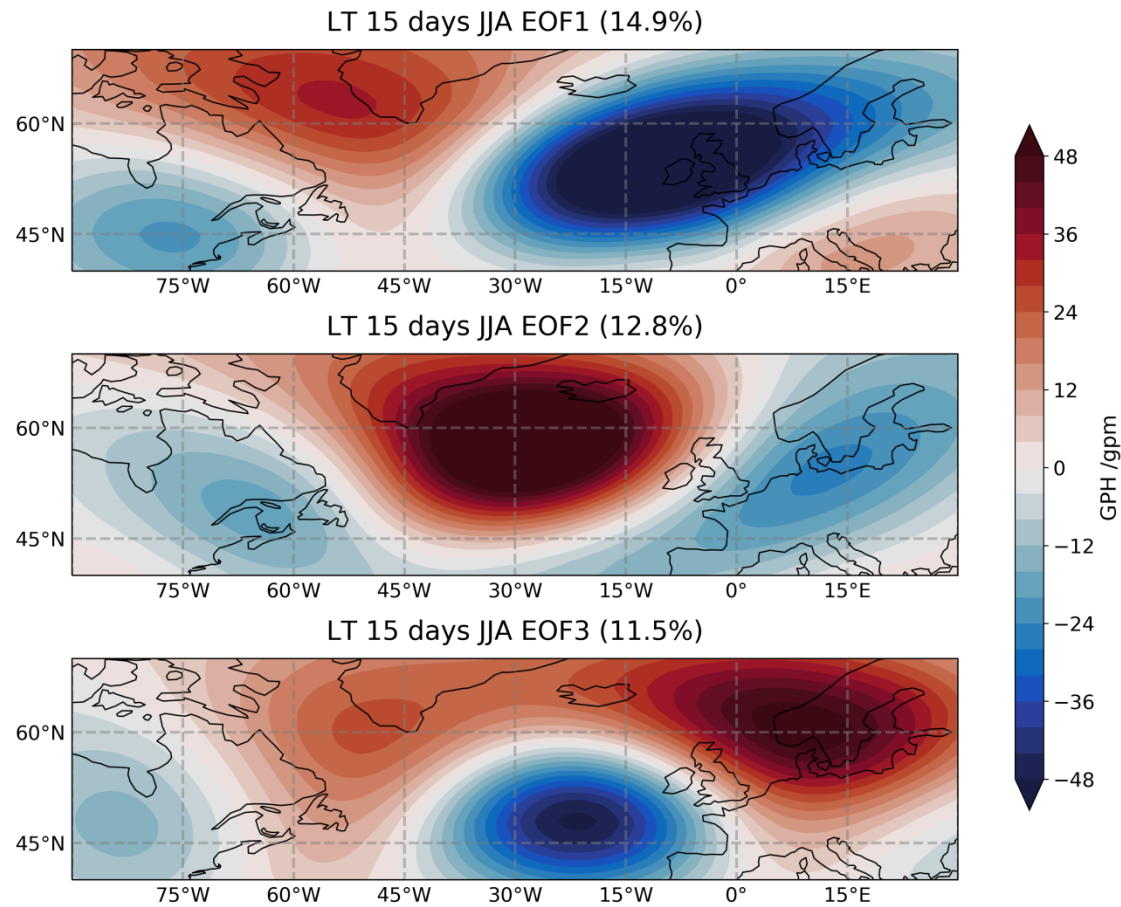 LT 15 days JJA EOF1 (14.9%)
60°N
45°N
75°W 60°W 45°W 30°W 15°W 0° 15°E
LT 15 days JJA EOF2 (12.8%)
60°N
45°N
75°W 60°W 45°W 30°W 15°W 0° 15°E
LT 15 days JJA EOF3 (11.5%)
60°N
45°N
75°W 60°W 45°W 30°W 15°W 0° 15°E
48
36
24
12
0
−12
−24
−36
−48
GPH /gpm